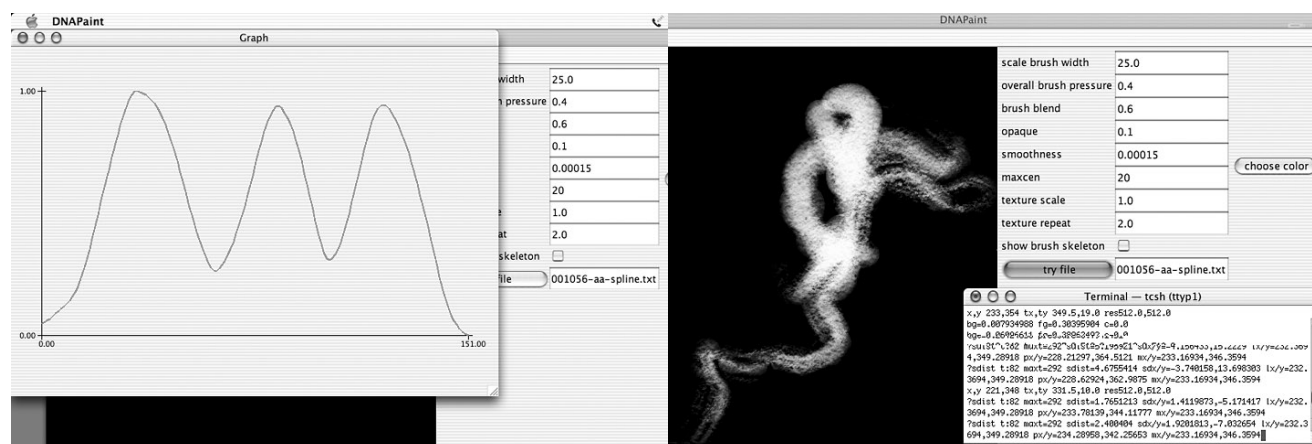 DNAPaint
Graph
1.00
0.00
0.00
151.00
width 25.0
n pressure 0.4
0.6
0.1
0.00015
20
1.0
at 2.0
skeleton
file 001056-aa-spline.txt
DNAPaint
scale brush width 25.0
overall brush pressure 0.4
brush blend 0.6
opaque 0.1
smoothness 0.00015
choose color
maxcen 20
texture scale 1.0
texture repeat 2.0
show brush skeleton
try file 001056-aa-spline.txt
Terminal — tcsh (ttyp1)
x,y 233,354 tx,ty 349.5,19.0 res512.0,512.0
bg=0.007934988 fg=0.30395904 c=0.0
4,349.28918 px/y=228.21297,364.5121 mx/y=233.16934,346.3594
?sdist t:82 maxt=292 sdist=4.6755414 sdx/y=-3.740158,13.698303 lx/y=232.
3694,349.28918 px/y=228.62924,362.9875 mx/y=233.16934,346.3594
x,y 221,348 tx,ty 331.5,10.0 res512.0,512.0
?sdist t:82 maxt=292 sdist=1.7651213 sdx/y=1.4119873,-5.171417 lx/y=232.
3694,349.28918 px/y=233.78139,344.11777 mx/y=233.16934,346.3594
?sdist t:82 maxt=292 sdist=2.400404 sdx/y=1.9201813,-7.032654 lx/y=232.3
694,349.28918 px/y=234.28958,342.25653 mx/y=233.16934,346.3594